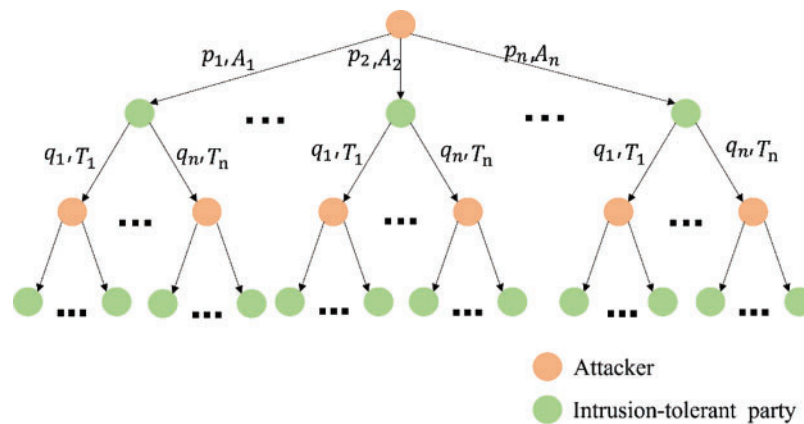 p₁,A₁ p₂,A₂ pₙ,Aₙ
q₁,T₁ qₙ,Tₙ q₁,T₁ qₙ,Tₙ q₁,T₁ qₙ,Tₙ
Attacker
Intrusion-tolerant party